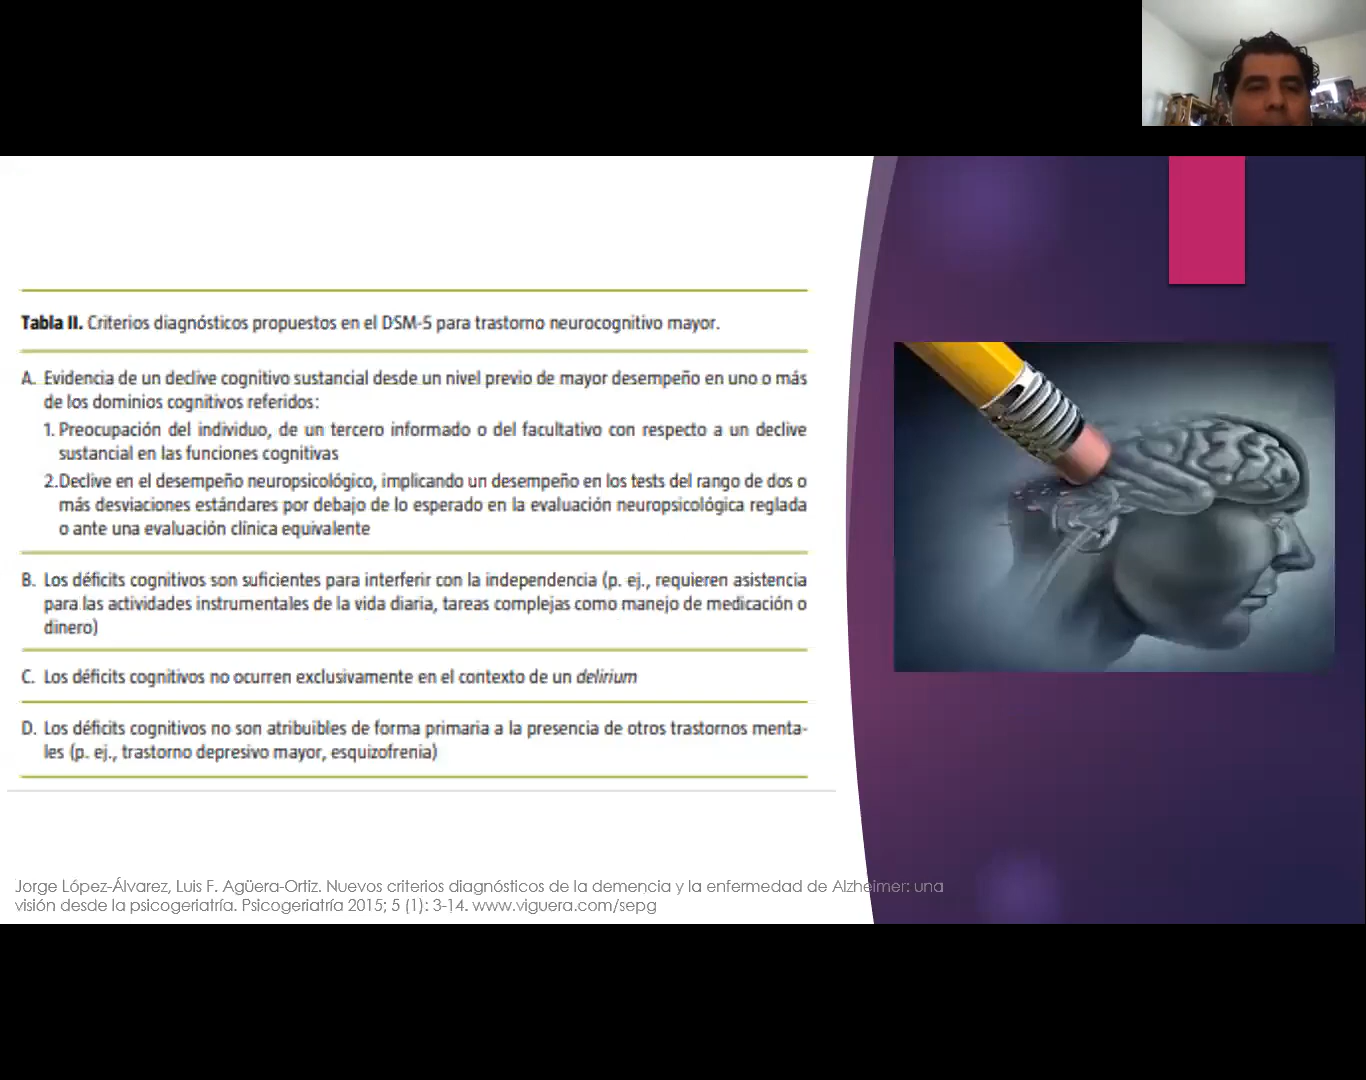 Tabla II. Criterios diagnósticos propuestos en el DSM-5 para trastorno neurocognitivo mayor.
A. Evidencia de un declive cognitivo sustancial desde un nivel previo de mayor desempeño en uno o más
de los dominios cognitivos referidos:
1. Preocupación del individuo, de un tercero informado o del facultativo con respecto a un declive
sustancial en las funciones cognitivas
2. Declive en el desempeño neuropsicológico, implicando un desempeño en los tests del rango de dos o
más desviaciones estándares por debajo de lo esperado en la evaluación neuropsicológica reglada
o ante una evaluación clínica equivalente
B. Los déficits cognitivos son suficientes para interferir con la independencia (p. ej., requieren asistencia
para las actividades instrumentales de la vida diaria, tareas complejas como manejo de medicación o
dinero)
C. Los déficits cognitivos no ocurren exclusivamente en el contexto de un delirium
D. Los déficits cognitivos no son atribuibles de forma primaria a la presencia de otros trastornos menta-
les (p. ej., trastorno depresivo mayor, esquizofrenia)
Jorge López-Álvarez, Luis F. Agüera-Ortiz. Nuevos criterios diagnósticos de la demencia y la enfermedad de Alzheimer: una
visión desde la psicogeriatría. Psicogeriatría 2015; 5 (1): 3-14. www.viguera.com/sepg